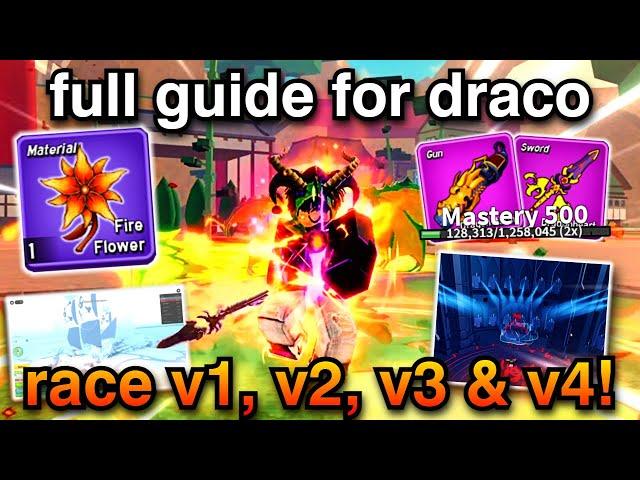 full guide for draco
Material
1
Fire
Flower
Gun
Sword
Mastery 500
128,313/1,258,045 (2x)
race v1, v2, v3 & v4!